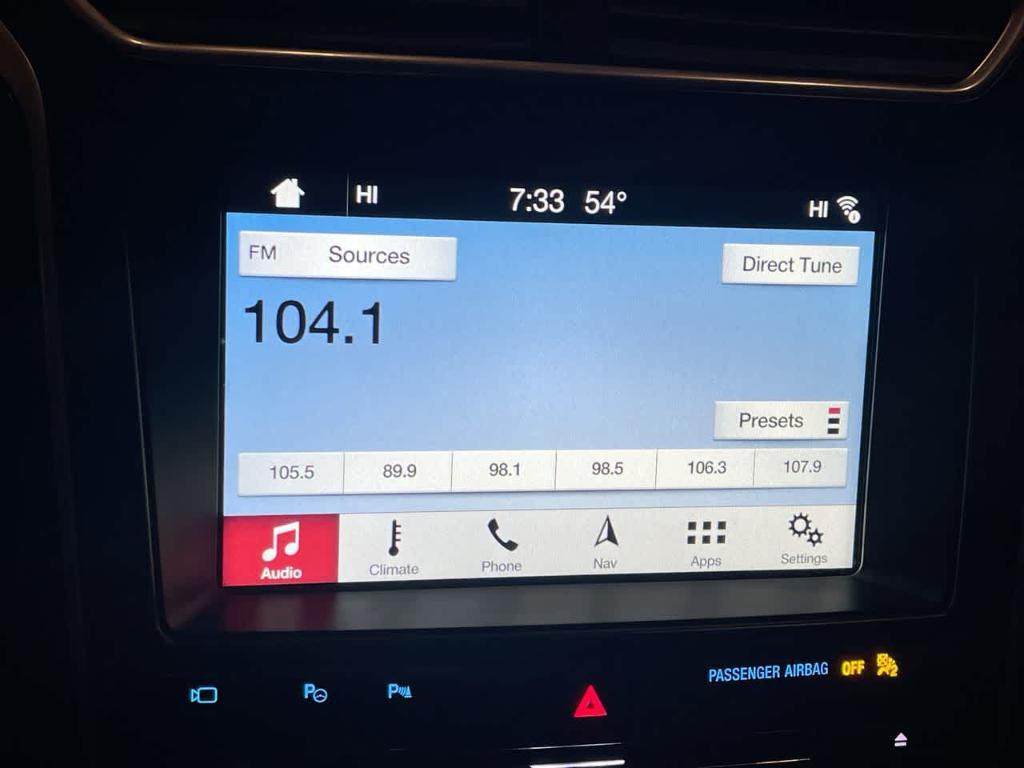 HI 7:33 54° HI
FM Sources Direct Tune
104.1
Presets
105.5 89.9 98.1 98.5 106.3 107.9
Audio Climate Phone Nav Apps Settings
PASSENGER AIRBAG OFF 2
P P